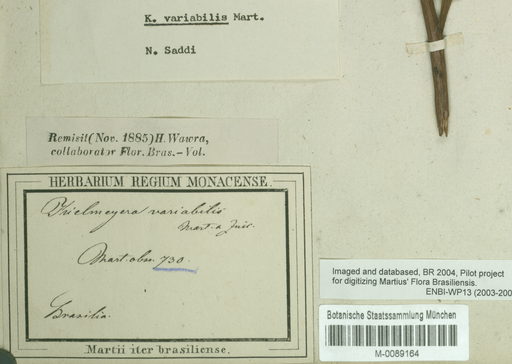 K. variabilis Mart.
N. Saddi
Remisit (Nov. 1885) H. Wawra,
collaborator Flor. Bras. – Vol.
HERBARIUM REGIUM MONACENSE.
Kielmeyera variabilis
Mart. a Zucc.
Mart. obs. 730.
Brasilia.
Martii iter brasiliense.
Imaged and databased, BR 2004, Pilot project
for digitizing Martius' Flora Brasiliensis.
ENBI-WP13 (2003-200
Botanische Staatssammlung München
M-0089164